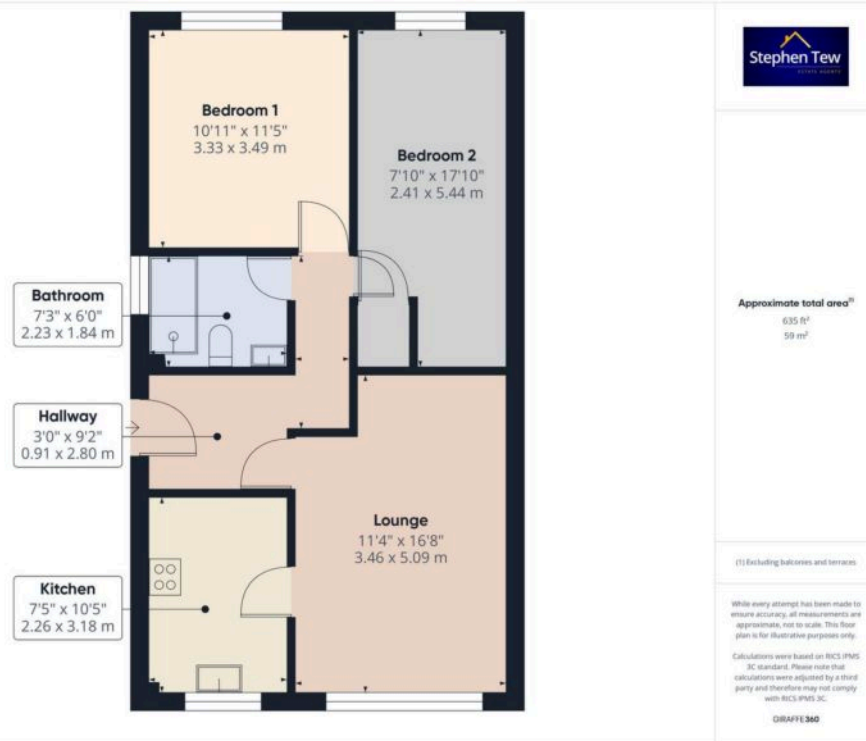 Bedroom 1
10'11" x 11'5"
3.33 x 3.49 m
Bedroom 2
7'10" x 17'10"
2.41 x 5.44 m
Bathroom
7'3" x 6'0"
2.23 x 1.84 m
Hallway
3'0" x 9'2"
0.91 x 2.80 m
Lounge
11'4" x 16'8"
3.46 x 5.09 m
Kitchen
7'5" x 10'5"
2.26 x 3.18 m
Stephen Tew
ESTATE AGENTS
Approximate total area⁽¹⁾
635 ft²
59 m²
(1) Excluding balconies and terraces
While every attempt has been made to
ensure accuracy, all measurements are
approximate, not to scale. This floor
plan is for illustrative purposes only.
Calculations were based on RICS IPMS
3C standard. Please note that
calculations were adjusted by a third
party and therefore may not comply
with RICS IPMS 3C.
GIRAFFE360